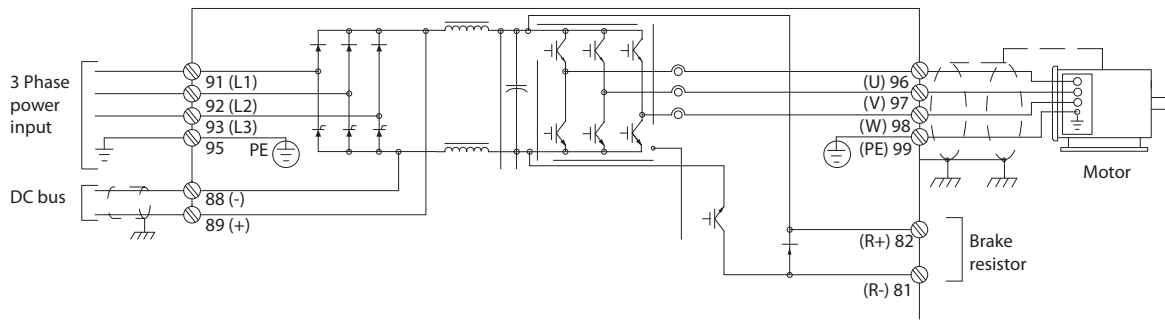 3 Phase
power
input
91 (L1)
92 (L2)
93 (L3)
95
PE
DC bus
88 (-)
89 (+)
(U) 96
(V) 97
(W) 98
(PE) 99
Motor
(R+) 82
Brake
resistor
(R-) 81